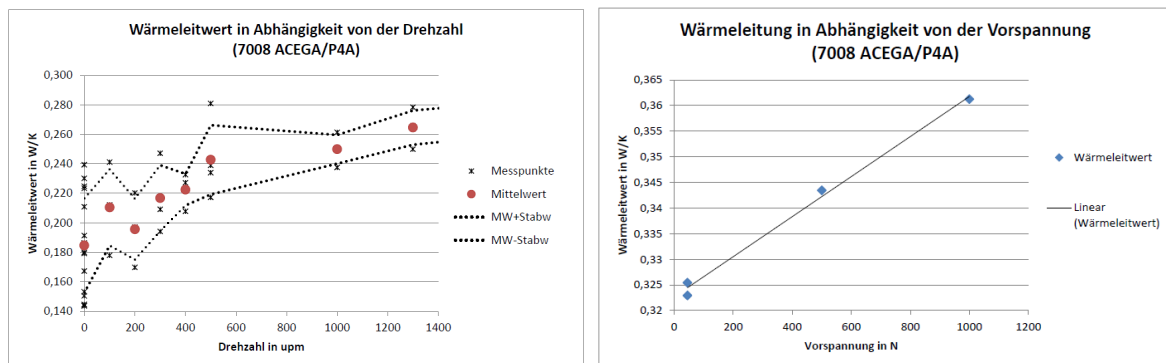 Wärmeleitwert in Abhängigkeit von der Drehzahl
(7008 ACEGA/P4A)
Wärmeleitwert in W/K
0,300
0,280
0,260
0,240
0,220
0,200
0,180
0,160
0,140
0 200 400 600 800 1000 1200 1400
Drehzahl in upm
Messpunkte
Mittelwert
MW+Stabw
MW-Stabw
Wärmeleitung in Abhängigkeit von der Vorspannung
(7008 ACEGA/P4A)
Wärmeleitwert in W/K
0,365
0,36
0,355
0,35
0,345
0,34
0,335
0,33
0,325
0,32
0 200 400 600 800 1000 1200
Vorspannung in N
Wärmeleitwert
Linear
(Wärmeleitwert)